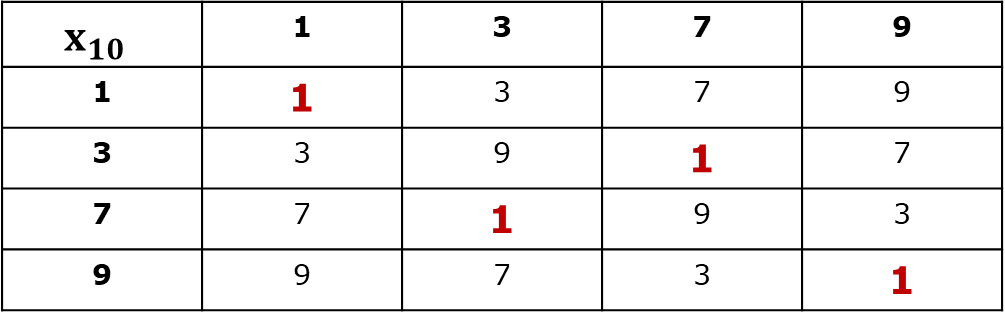 x₁₀ 1 3 7 9
1 1 3 7 9
3 3 9 1 7
7 7 1 9 3
9 9 7 3 1